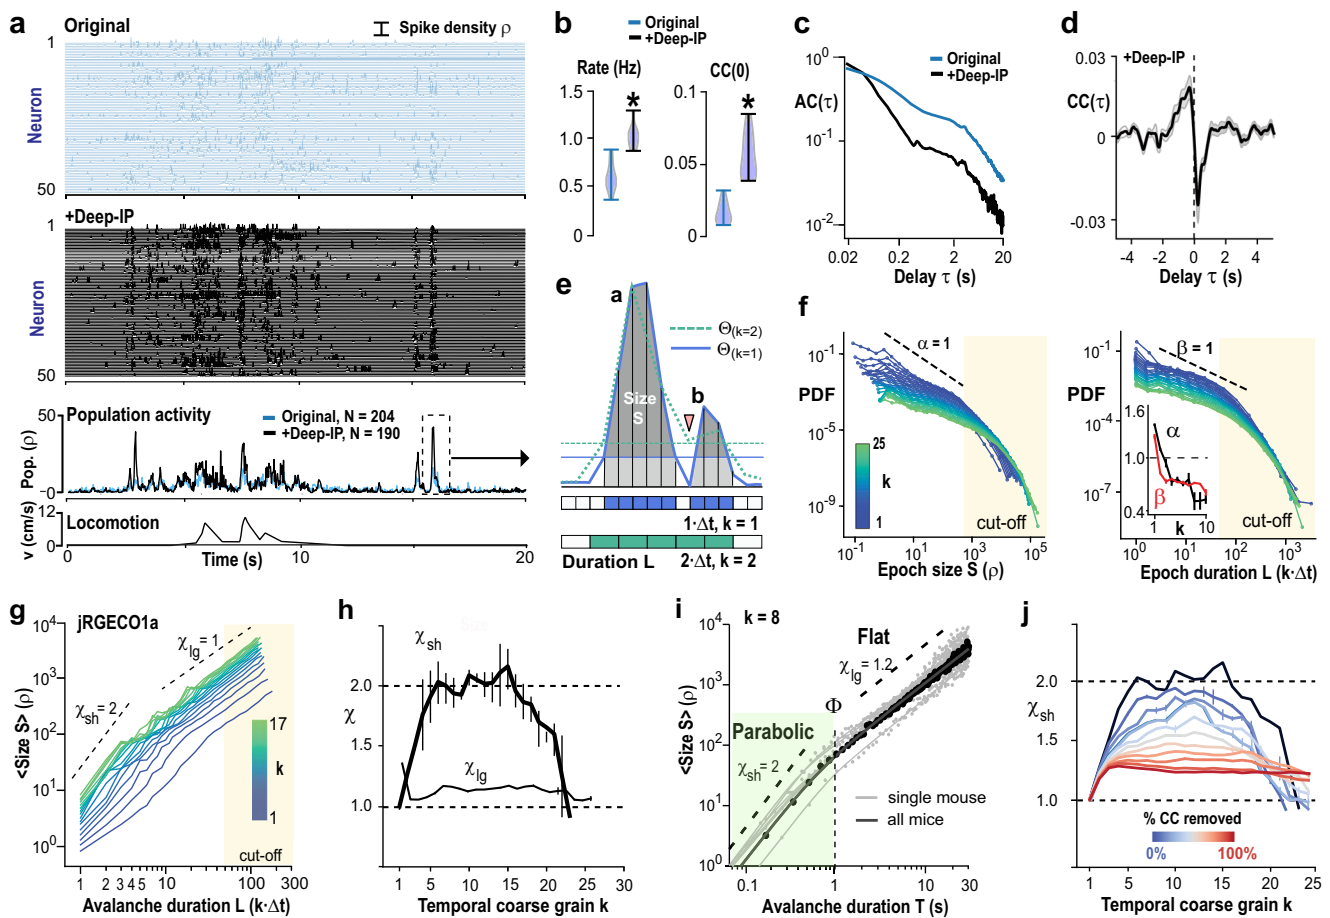 a
Original
Spike density ρ
1
Neuron
50
+Deep-IP
1
Neuron
50
Population activity
Original, N = 204
+Deep-IP, N = 190
50
Pop. (ρ)
0
Locomotion
v (cm/s)
15
0
0
10
20
Time (s)
b
Original
+Deep-IP
Rate (Hz)
CC(0)
1.5
1.0
0.5
0
*
0.1
0.05
0
*
c
Original
+Deep-IP
10⁰
AC(τ)
10⁻¹
10⁻²
0.02
0.2
2
20
Delay τ (s)
d
+Deep-IP
0.03
CC(τ)
0
-0.03
-4
-2
0
2
4
Delay τ (s)
e
a
Θ(k=2)
Θ(k=1)
Size
S
b
1·Δt, k = 1
Duration L
2·Δt, k = 2
f
α = 1
10⁻¹
PDF
10⁻⁵
10⁻⁹
25
k
1
cut-off
10⁻¹
10¹
10³
10⁵
Epoch size S (ρ)
β = 1
10⁻¹
PDF
10⁻⁴
10⁻⁷
1.6
1.0
0.4
α
β
1
k
10
cut-off
10⁰
10¹
10²
10³
Epoch duration L (k·Δt)
g
jRGECO1a
10⁴
10³
10²
10¹
10⁰
<Size S> (ρ)
χlg = 1
χsh = 2
17
k
1
cut-off
1
2
3
4
5
10
100
300
Avalanche duration L (k·Δt)
h
χsh
2.0
χ
1.0
χlg
1
5
10
15
20
25
30
Temporal coarse grain k
i
k = 8
Flat
χlg = 1.2
Φ
Parabolic
χsh = 2
10⁴
10³
10²
10¹
10⁰
<Size S> (ρ)
single mouse
all mice
0.1
1
10
30
Avalanche duration T (s)
j
2.0
χsh
1.5
1.0
% CC removed
0%
100%
1
5
10
15
20
25
Temporal coarse grain k